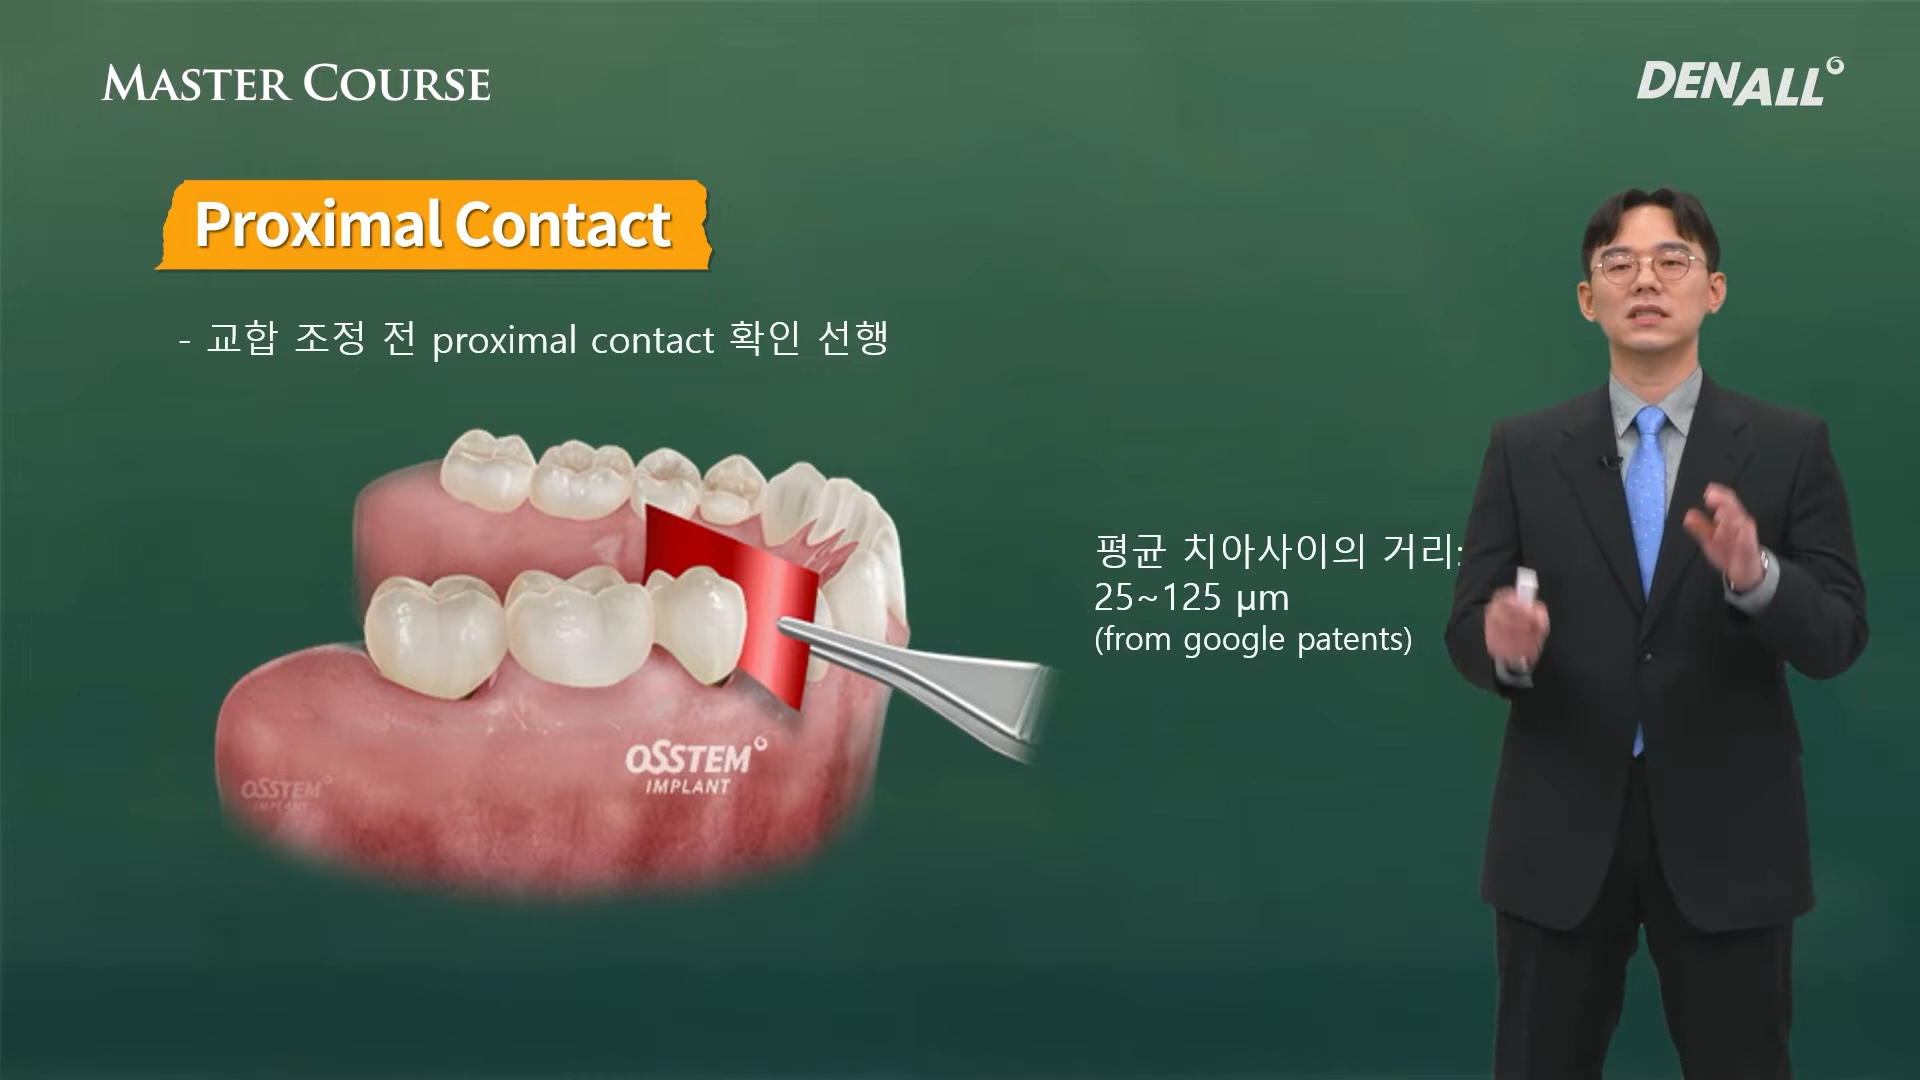 MASTER COURSE
DENALL
Proximal Contact
- 교합 조정 전 proximal contact 확인 선행
평균 치아사이의 거리:
25~125 μm
(from google patents)
OSSTEM
IMPLANT
OSSTEM
IMPLANT